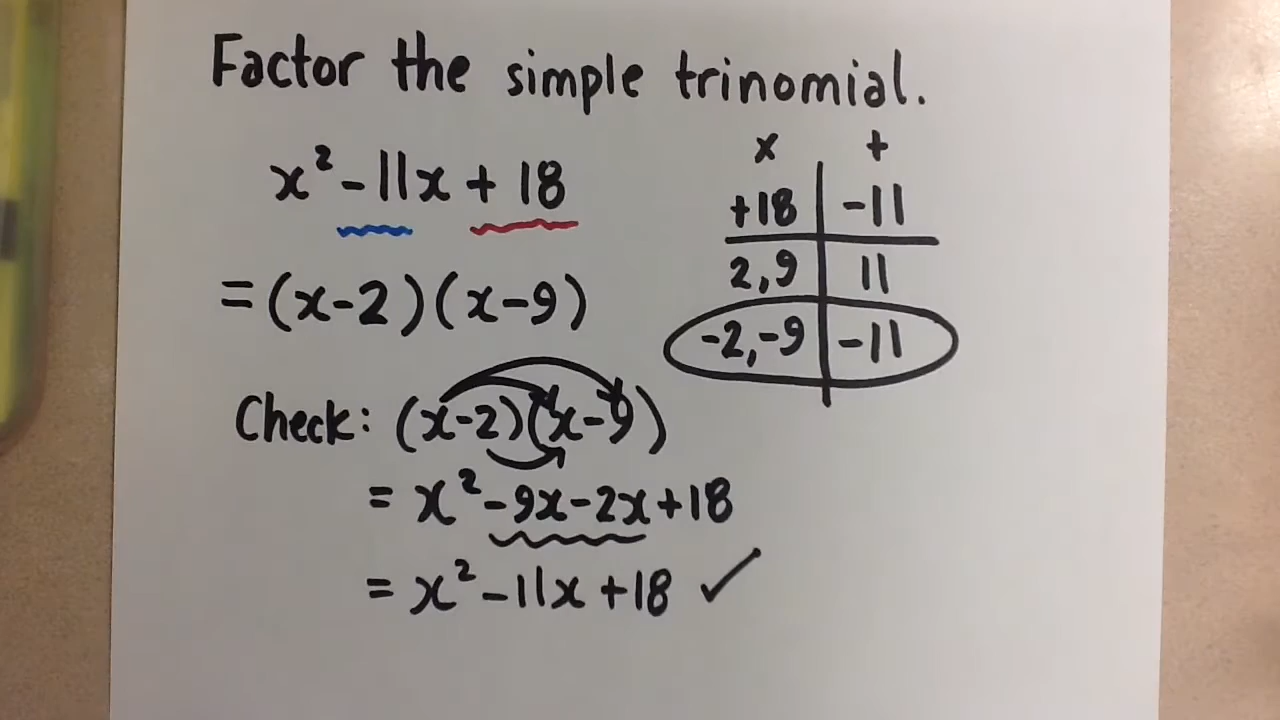 Factor the simple trinomial.
x² -11x + 18
= (x-2)(x-9)
x | +
+18 | -11
2,9 | 11
-2,-9 | -11
Check: (x-2)(x-9)
= x² -9x-2x+18
= x² -11x +18 ✓